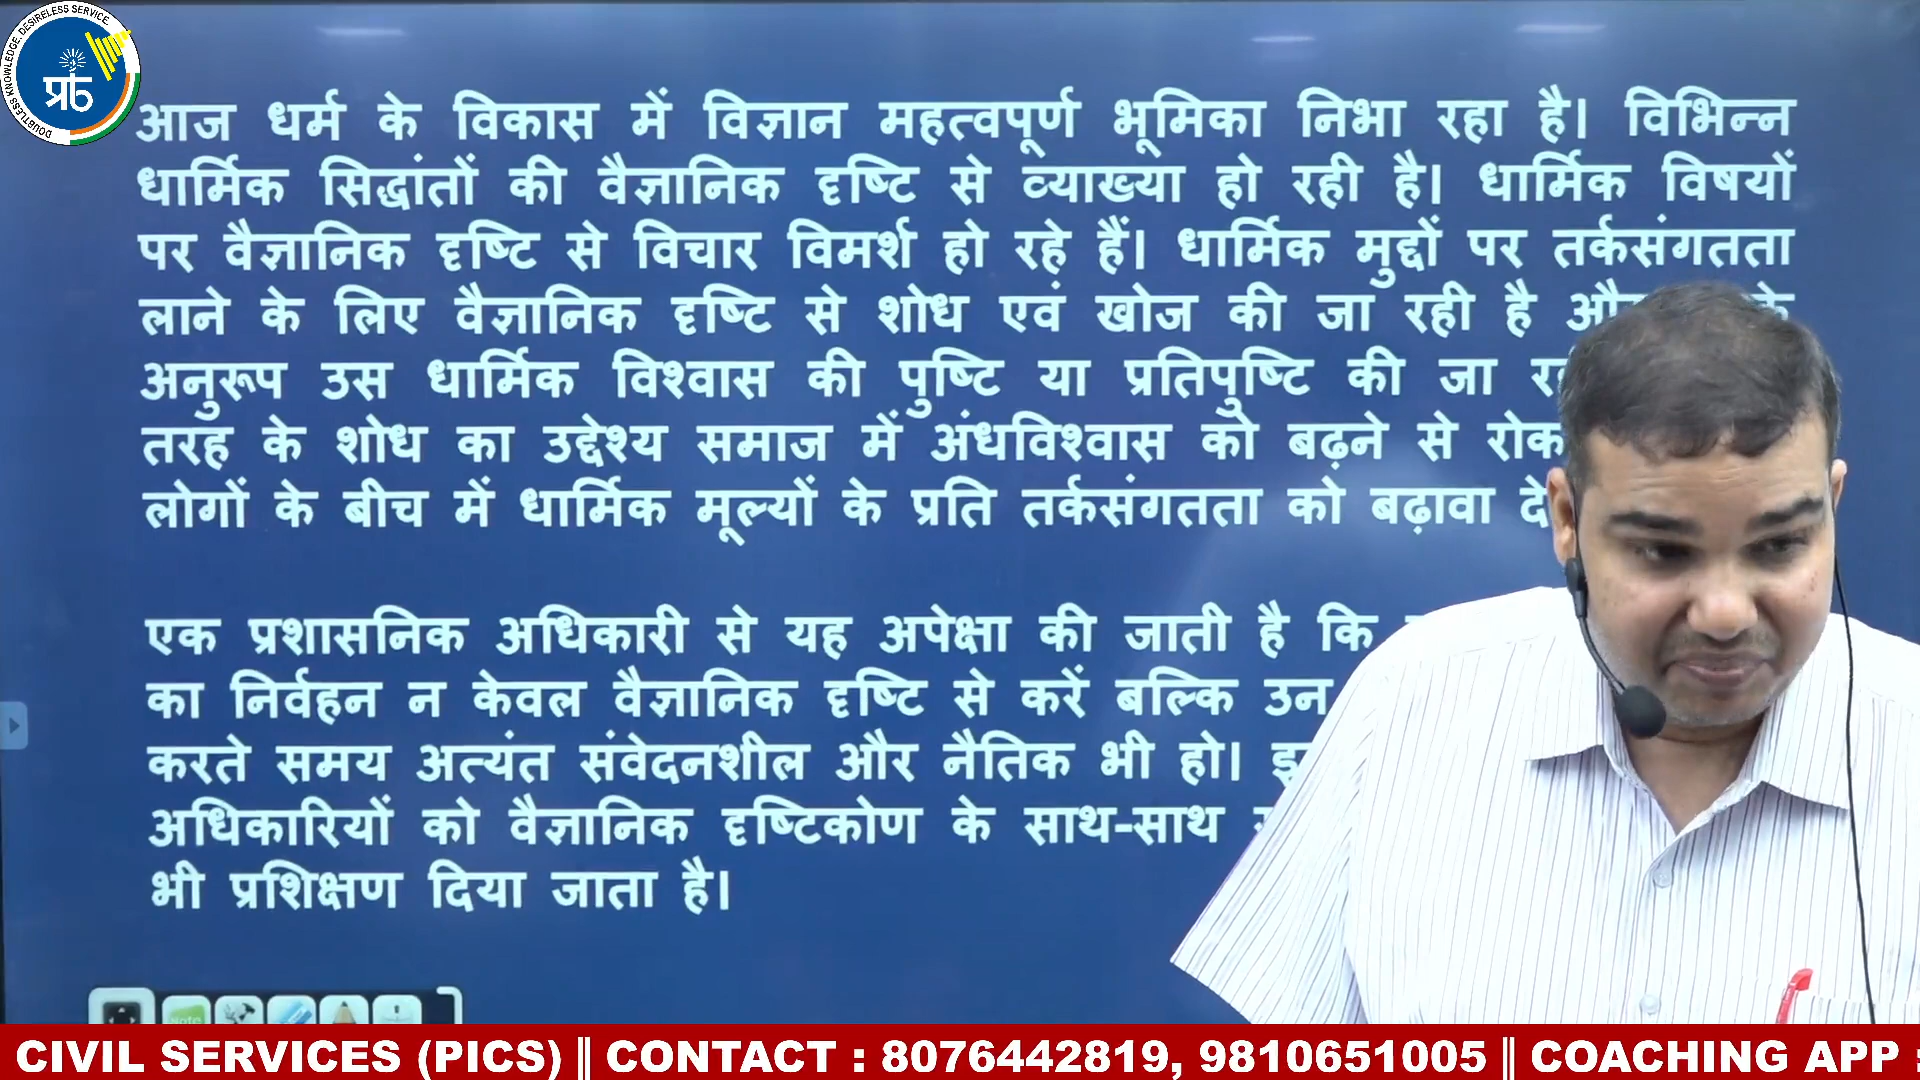 DOUBTLESS KNOWLEDGE, DESIRELESS SERVICE
प्रच
आज धर्म के विकास में विज्ञान महत्वपूर्ण भूमिका निभा रहा है। विभिन्न
धार्मिक सिद्धांतों की वैज्ञानिक दृष्टि से व्याख्या हो रही है। धार्मिक विषयों
पर वैज्ञानिक दृष्टि से विचार विमर्श हो रहे हैं। धार्मिक मुद्दों पर तर्कसंगतता
लाने के लिए वैज्ञानिक दृष्टि से शोध एवं खोज की जा रही है
अनुरूप उस धार्मिक विश्वास की पुष्टि या प्रतिपुष्टि की जा
तरह के शोध का उद्देश्य समाज में अंधविश्वास को बढ़ने से
लोगों के बीच में धार्मिक मूल्यों के प्रति तर्कसंगतता को बढ़ावा
एक प्रशासनिक अधिकारी से यह अपेक्षा की जाती है कि
का निर्वहन न केवल वैज्ञानिक दृष्टि से करें बल्कि उन
करते समय अत्यंत संवेदनशील और नैतिक भी हो।
अधिकारियों को वैज्ञानिक दृष्टिकोण के साथ-साथ
भी प्रशिक्षण दिया जाता है।
CIVIL SERVICES (PICS) || CONTACT : 8076442819, 9810651005 || COACHING APP :